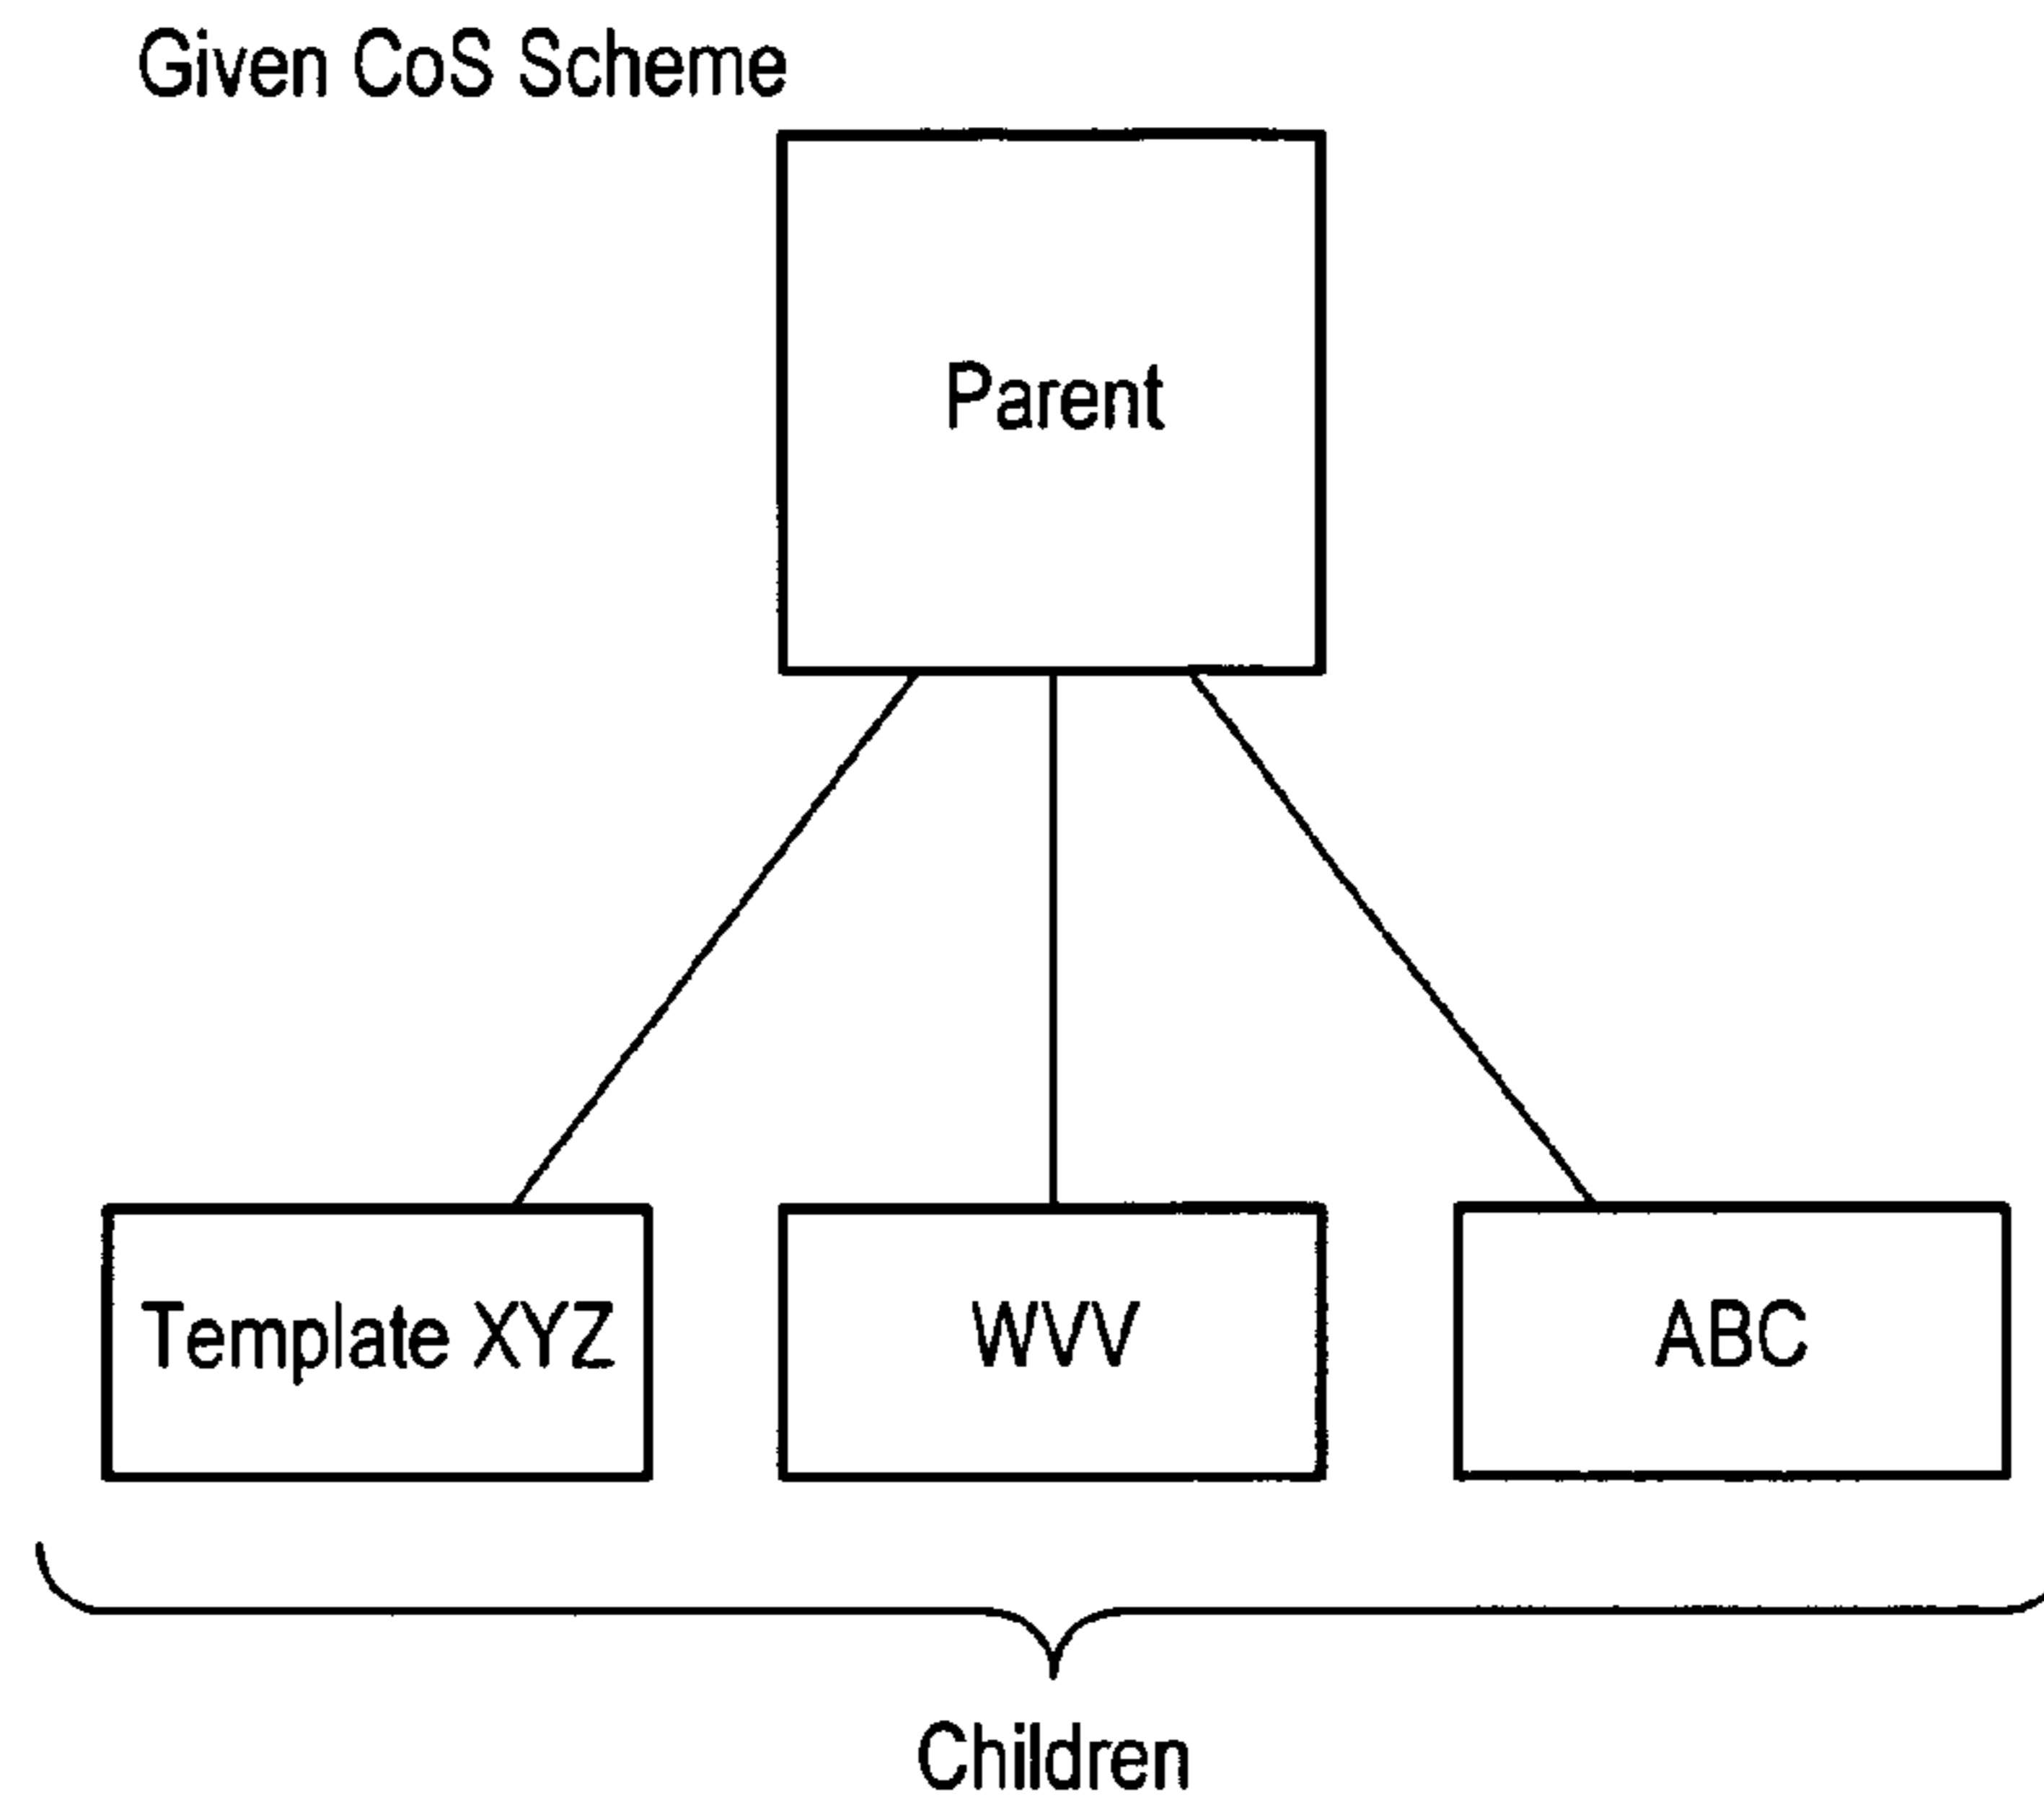 Given CoS Scheme
Parent
Template XYZ
WVV
ABC
Children